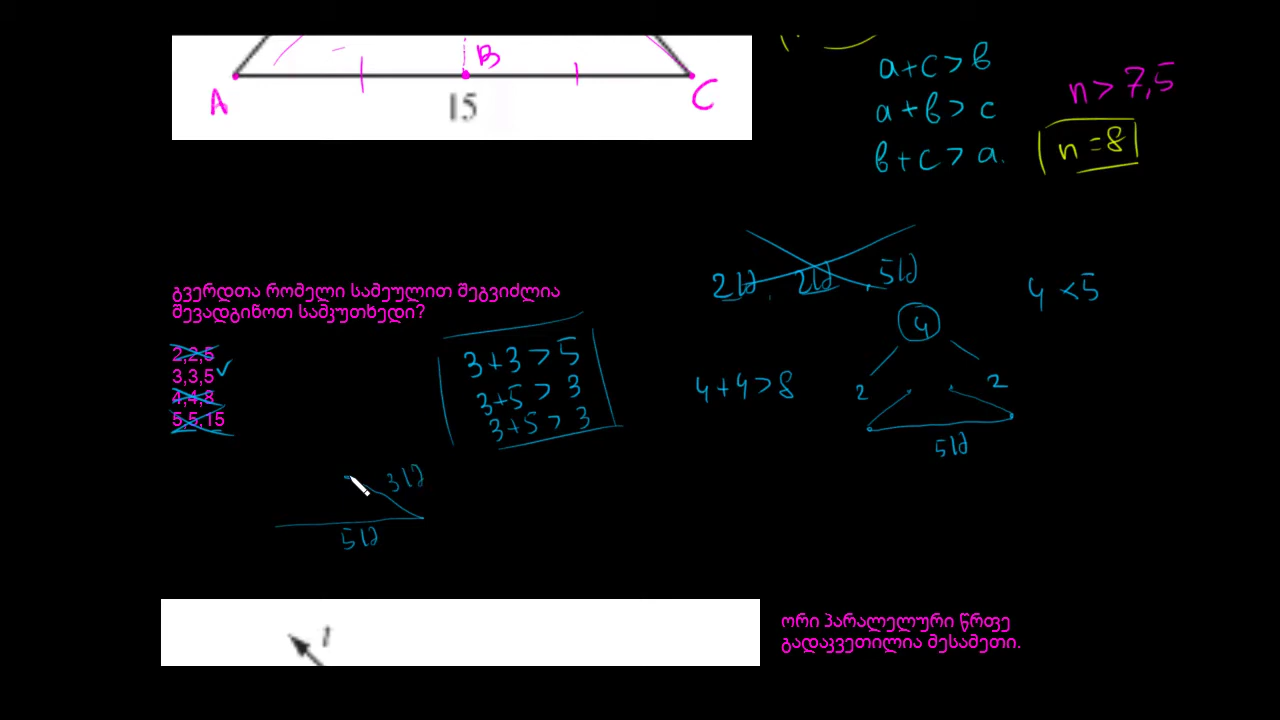 B
A
C
15
a+c>b
a+b>c
b+c>a.
n>7,5
n=8
გვერდთა რომელი სამეულით შეგვიძლია
შევადგინოთ სამკუთხედი?
2,2,5
3,3,5
4,4,8
5,5,15
3+3>5
3+5>3
3+5>3
2სმ, 2სმ, 5სმ
4<5
4
4+4>8
2
2
5სმ
3სმ
5სმ
ორი პარალელური წრფე
გადაკვეთილია მესამეთი.